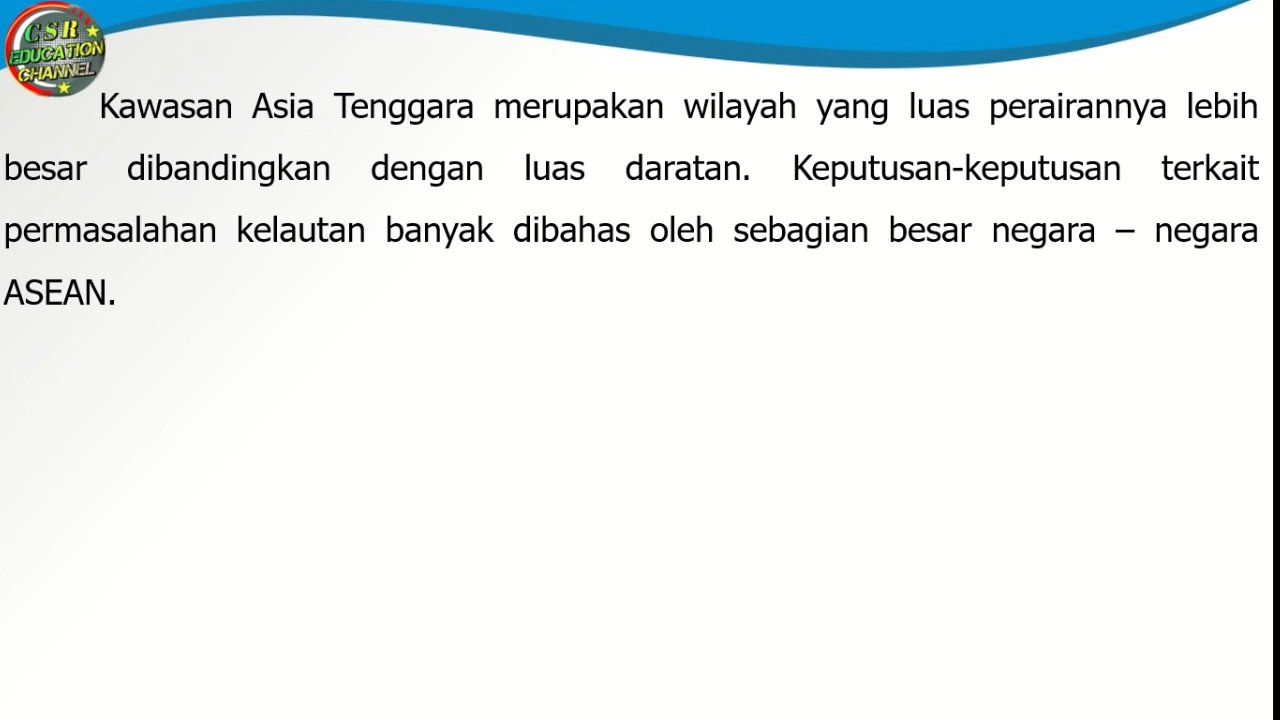 CSR
EDUCATION
CHANNEL
Kawasan Asia Tenggara merupakan wilayah yang luas perairannya lebih
besar dibandingkan dengan luas daratan. Keputusan-keputusan terkait
permasalahan kelautan banyak dibahas oleh sebagian besar negara – negara
ASEAN.